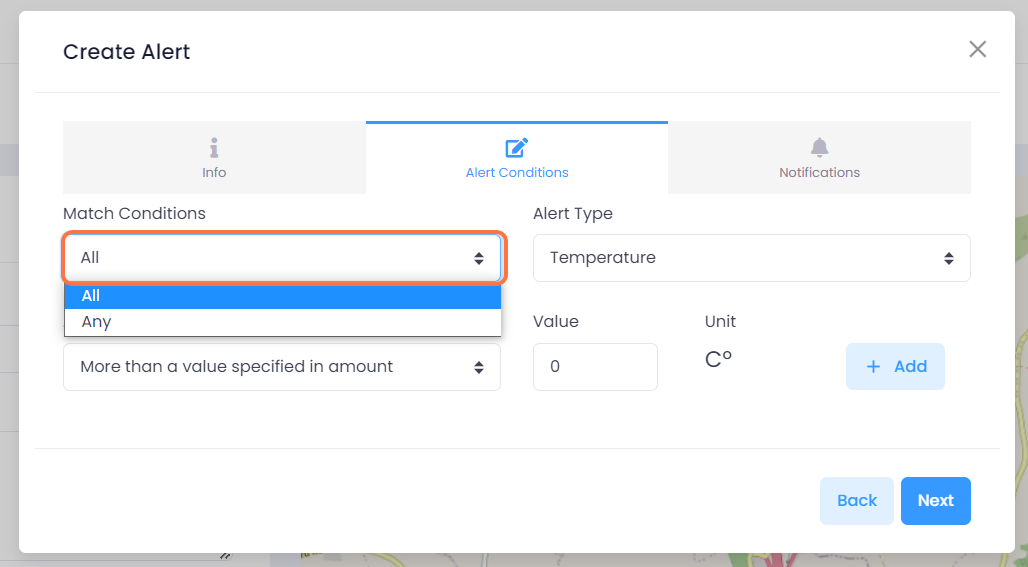 Create Alert
Info
Alert Conditions
Notifications
Match Conditions
Alert Type
All
Temperature
All
Any
Value
Unit
More than a value specified in amount
0
Cº
+ Add
Back
Next